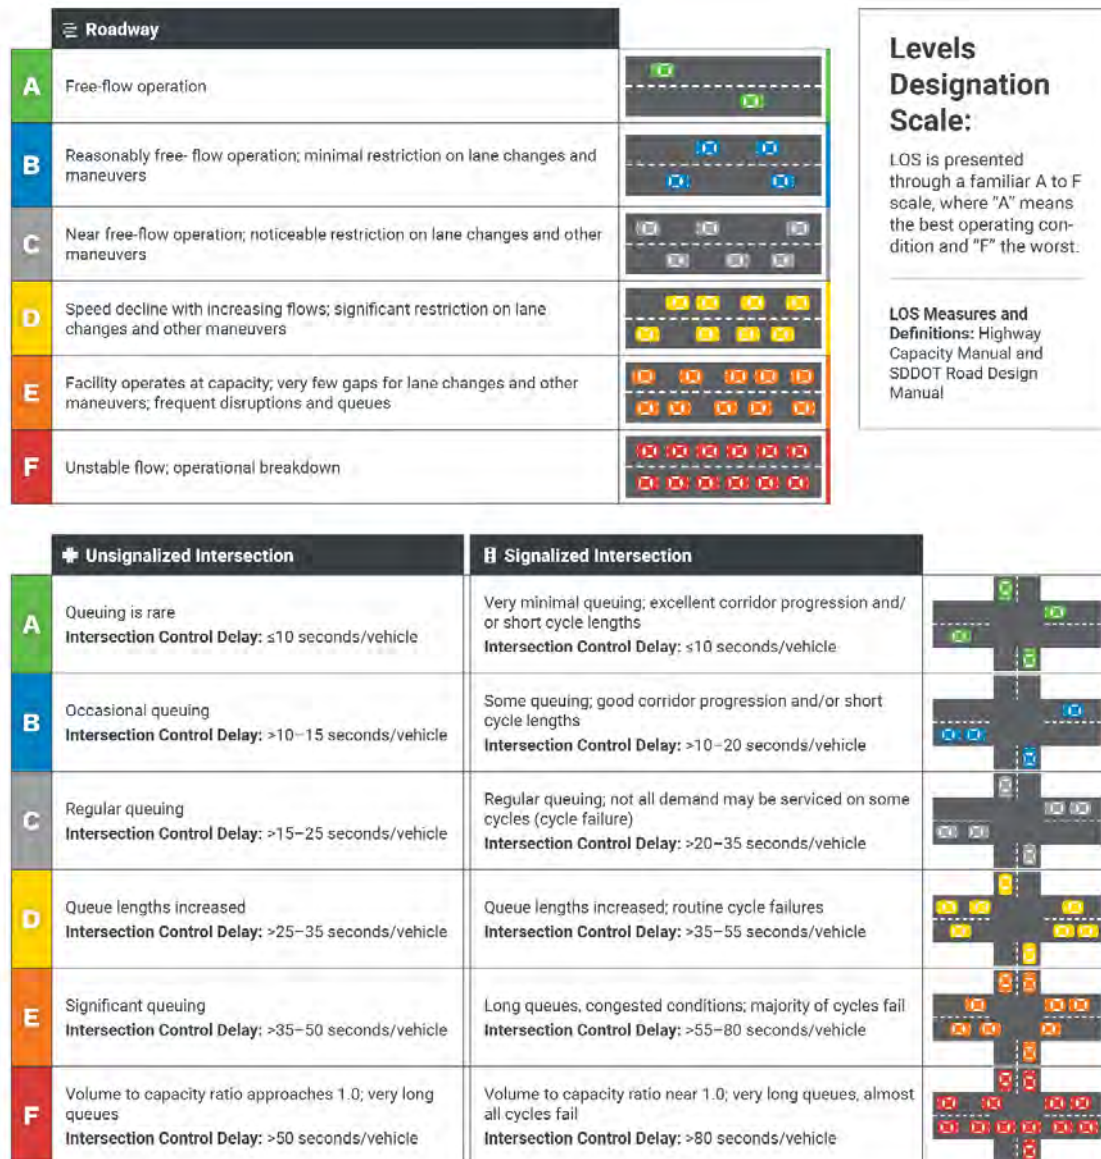 Roadway
A
Free-flow operation
B
Reasonably free- flow operation; minimal restriction on lane changes and
maneuvers
C
Near free-flow operation; noticeable restriction on lane changes and other
maneuvers
D
Speed decline with increasing flows; significant restriction on lane
changes and other maneuvers
E
Facility operates at capacity; very few gaps for lane changes and other
maneuvers; frequent disruptions and queues
F
Unstable flow; operational breakdown
Levels
Designation
Scale:
LOS is presented
through a familiar A to F
scale, where "A" means
the best operating con-
dition and "F" the worst.
LOS Measures and
Definitions: Highway
Capacity Manual and
SDDOT Road Design
Manual
Unsignalized Intersection
Signalized Intersection
A
Queuing is rare
Intersection Control Delay: ≤10 seconds/vehicle
Very minimal queuing; excellent corridor progression and/
or short cycle lengths
Intersection Control Delay: ≤10 seconds/vehicle
B
Occasional queuing
Intersection Control Delay: >10–15 seconds/vehicle
Some queuing; good corridor progression and/or short
cycle lengths
Intersection Control Delay: >10–20 seconds/vehicle
C
Regular queuing
Intersection Control Delay: >15–25 seconds/vehicle
Regular queuing; not all demand may be serviced on some
cycles (cycle failure)
Intersection Control Delay: >20–35 seconds/vehicle
D
Queue lengths increased
Intersection Control Delay: >25–35 seconds/vehicle
Queue lengths increased; routine cycle failures
Intersection Control Delay: >35–55 seconds/vehicle
E
Significant queuing
Intersection Control Delay: >35–50 seconds/vehicle
Long queues, congested conditions; majority of cycles fail
Intersection Control Delay: >55–80 seconds/vehicle
F
Volume to capacity ratio approaches 1.0; very long
queues
Intersection Control Delay: >50 seconds/vehicle
Volume to capacity ratio near 1.0; very long queues, almost
all cycles fail
Intersection Control Delay: >80 seconds/vehicle